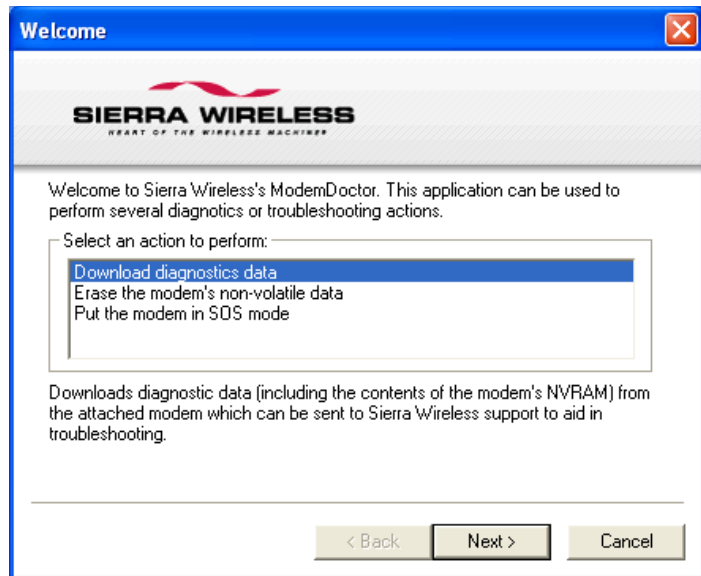 Welcome
SIERRA WIRELESS
HEART OF THE WIRELESS MACHINE®
Welcome to Sierra Wireless's ModemDoctor. This application can be used to
perform several diagnotics or troubleshooting actions.
Select an action to perform:
Download diagnostics data
Erase the modem's non-volatile data
Put the modem in SOS mode
Downloads diagnostic data (including the contents of the modem's NVRAM) from
the attached modem which can be sent to Sierra Wireless support to aid in
troubleshooting.
< Back
Next >
Cancel